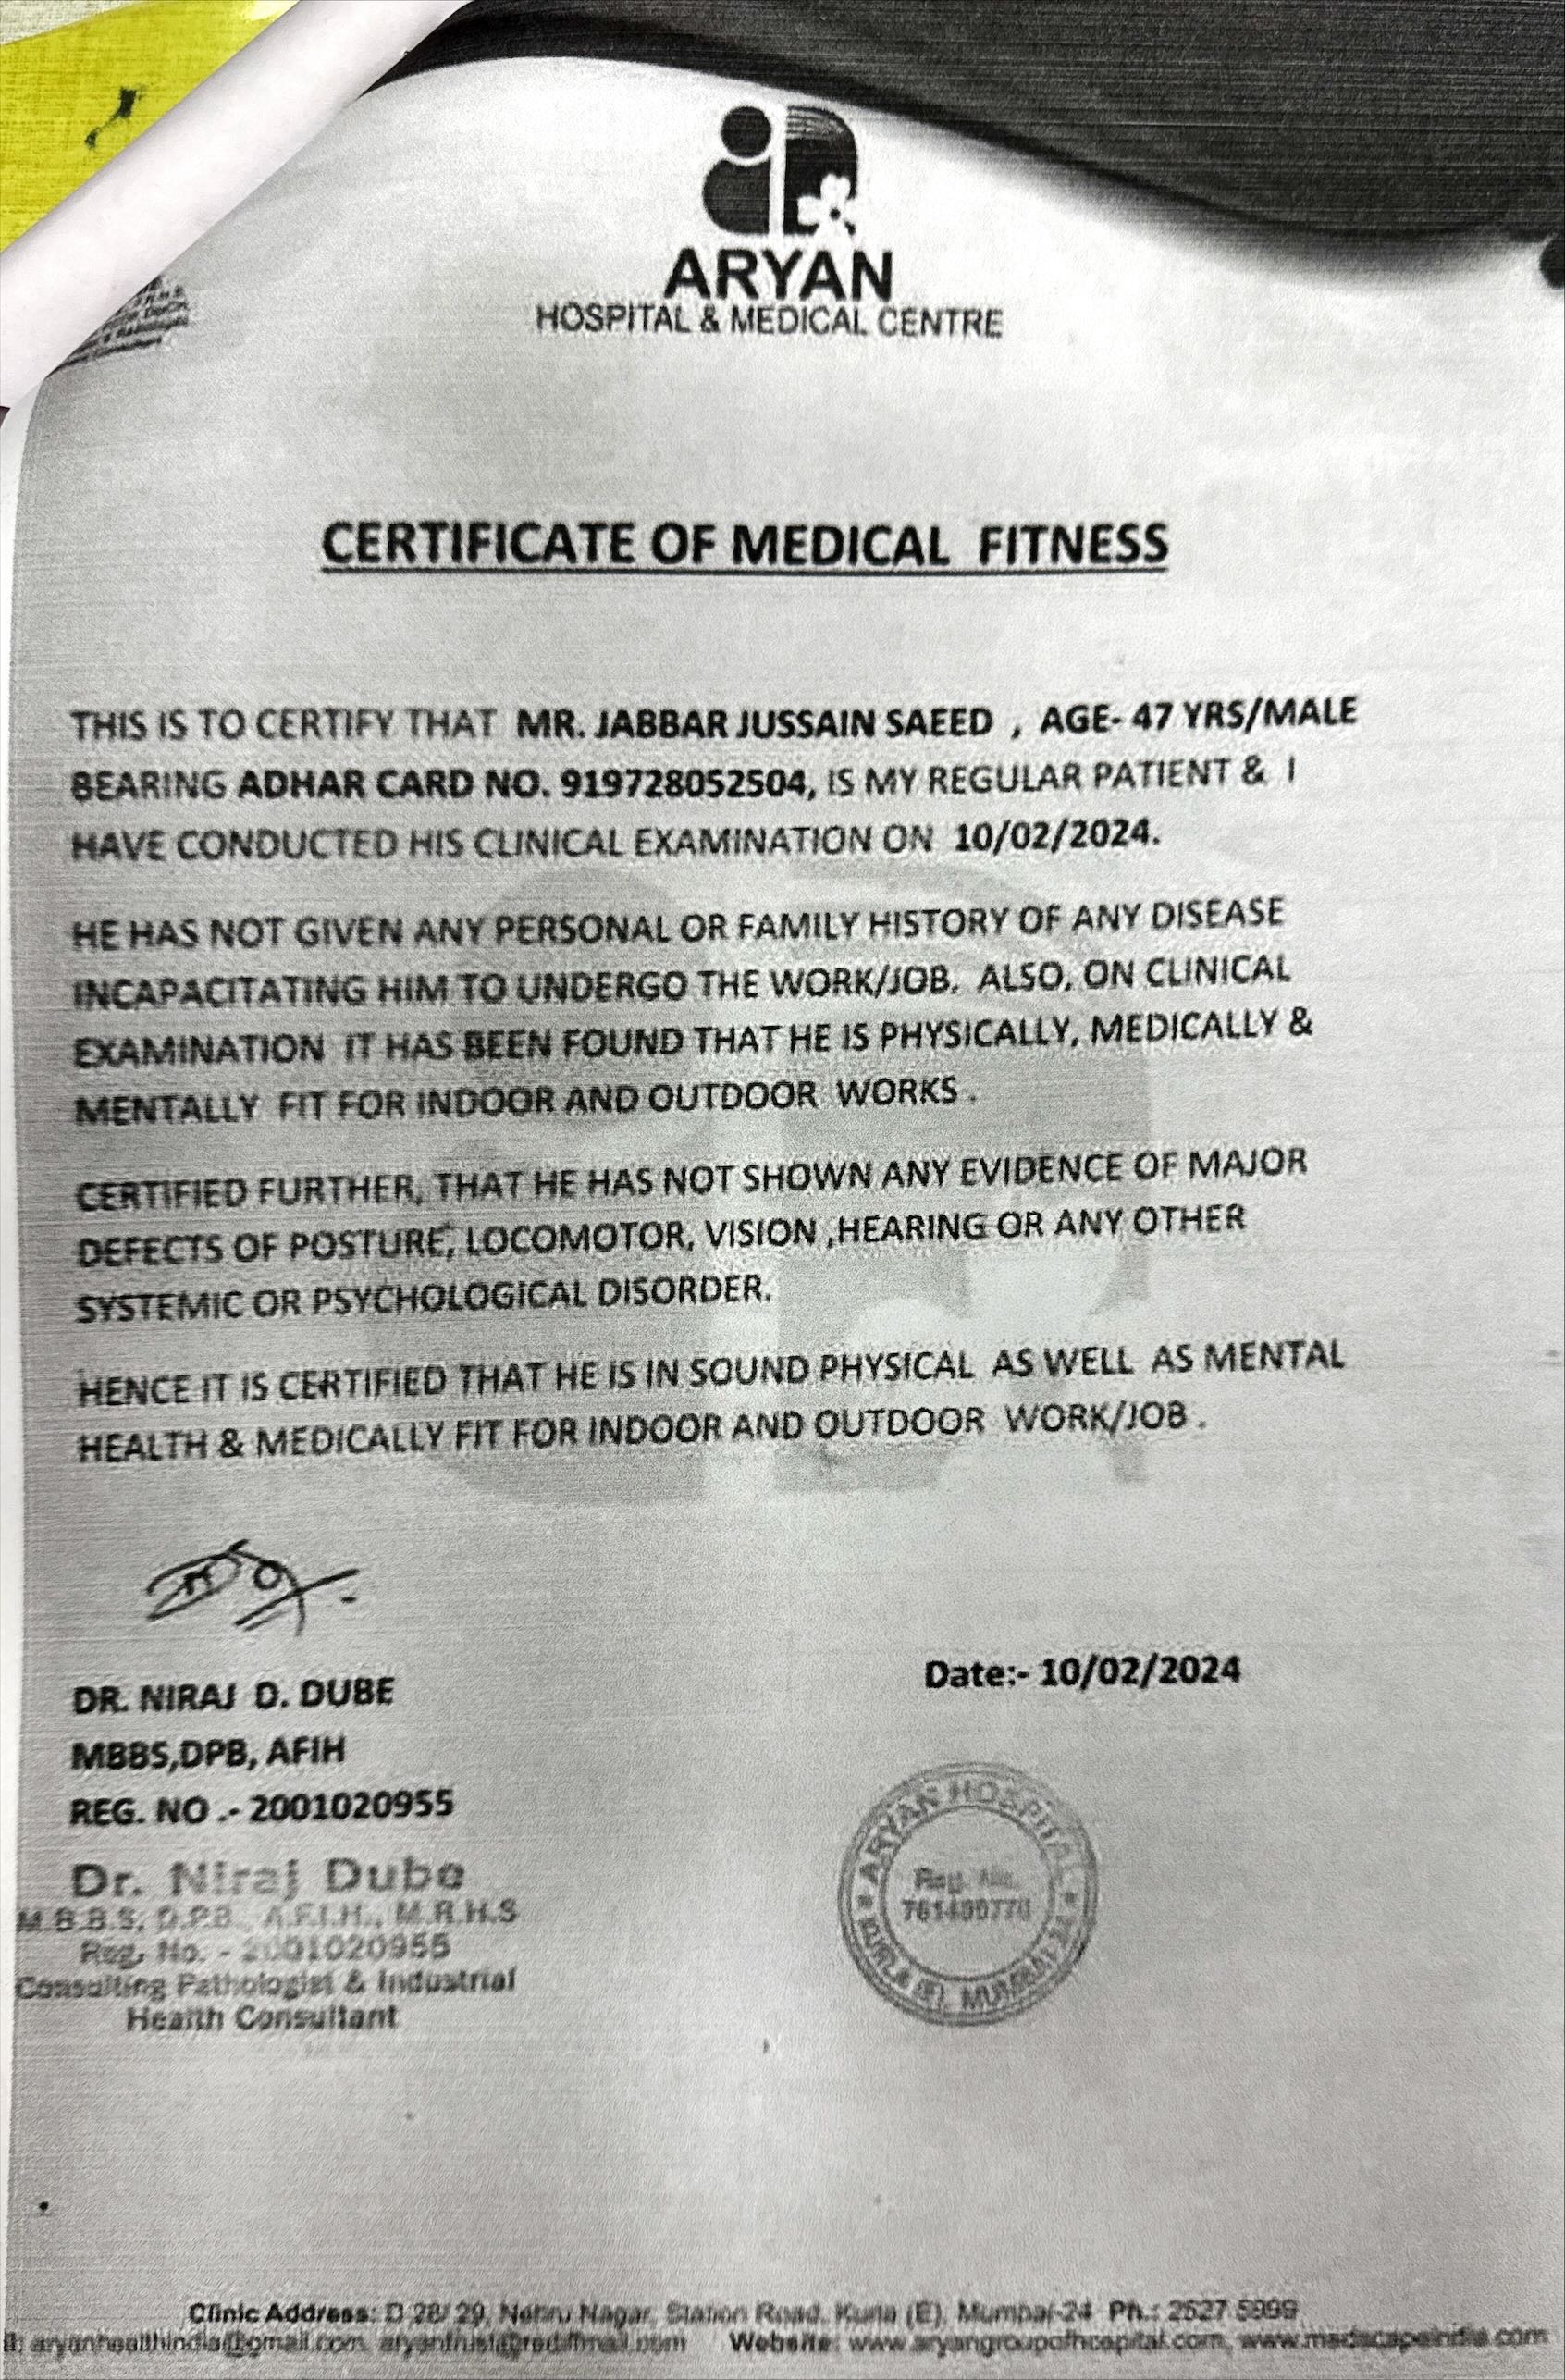 ARYAN
HOSPITAL & MEDICAL CENTRE
CERTIFICATE OF MEDICAL FITNESS
THIS IS TO CERTIFY THAT MR. JABBAR JUSSAIN SAEED , AGE- 47 YRS/MALE
BEARING ADHAR CARD NO. 919728052504, IS MY REGULAR PATIENT & I
HAVE CONDUCTED HIS CLINICAL EXAMINATION ON 10/02/2024.
HE HAS NOT GIVEN ANY PERSONAL OR FAMILY HISTORY OF ANY DISEASE
INCAPACITATING HIM TO UNDERGO THE WORK/JOB. ALSO, ON CLINICAL
EXAMINATION IT HAS BEEN FOUND THAT HE IS PHYSICALLY, MEDICALLY &
MENTALLY FIT FOR INDOOR AND OUTDOOR WORKS .
CERTIFIED FURTHER, THAT HE HAS NOT SHOWN ANY EVIDENCE OF MAJOR
DEFECTS OF POSTURE, LOCOMOTOR, VISION ,HEARING OR ANY OTHER
SYSTEMIC OR PSYCHOLOGICAL DISORDER.
HENCE IT IS CERTIFIED THAT HE IS IN SOUND PHYSICAL AS WELL AS MENTAL
HEALTH & MEDICALLY FIT FOR INDOOR AND OUTDOOR WORK/JOB .
Date:- 10/02/2024
DR. NIRAJ D. DUBE
MBBS,DPB, AFIH
REG. NO .- 2001020955
Dr. Niraj Dube
M.B.B.S, D.P.B., A.F.I.H., M.R.H.S
Reg. No. - 2001020955
Consulting Pathologist & Industrial
Health Consultant
ARYAN HOSPITAL
Reg. No.
KURLA (E), MUMBAI
Clinic Address: D 28/ 29, Nehru Nagar, Station Road, Kurla (E), Mumbai-24 Ph.: 2527 5999
aryanhealthindia@gmail.com, Website: www.aryangroupofhospital.com, www.medscapeindia.com